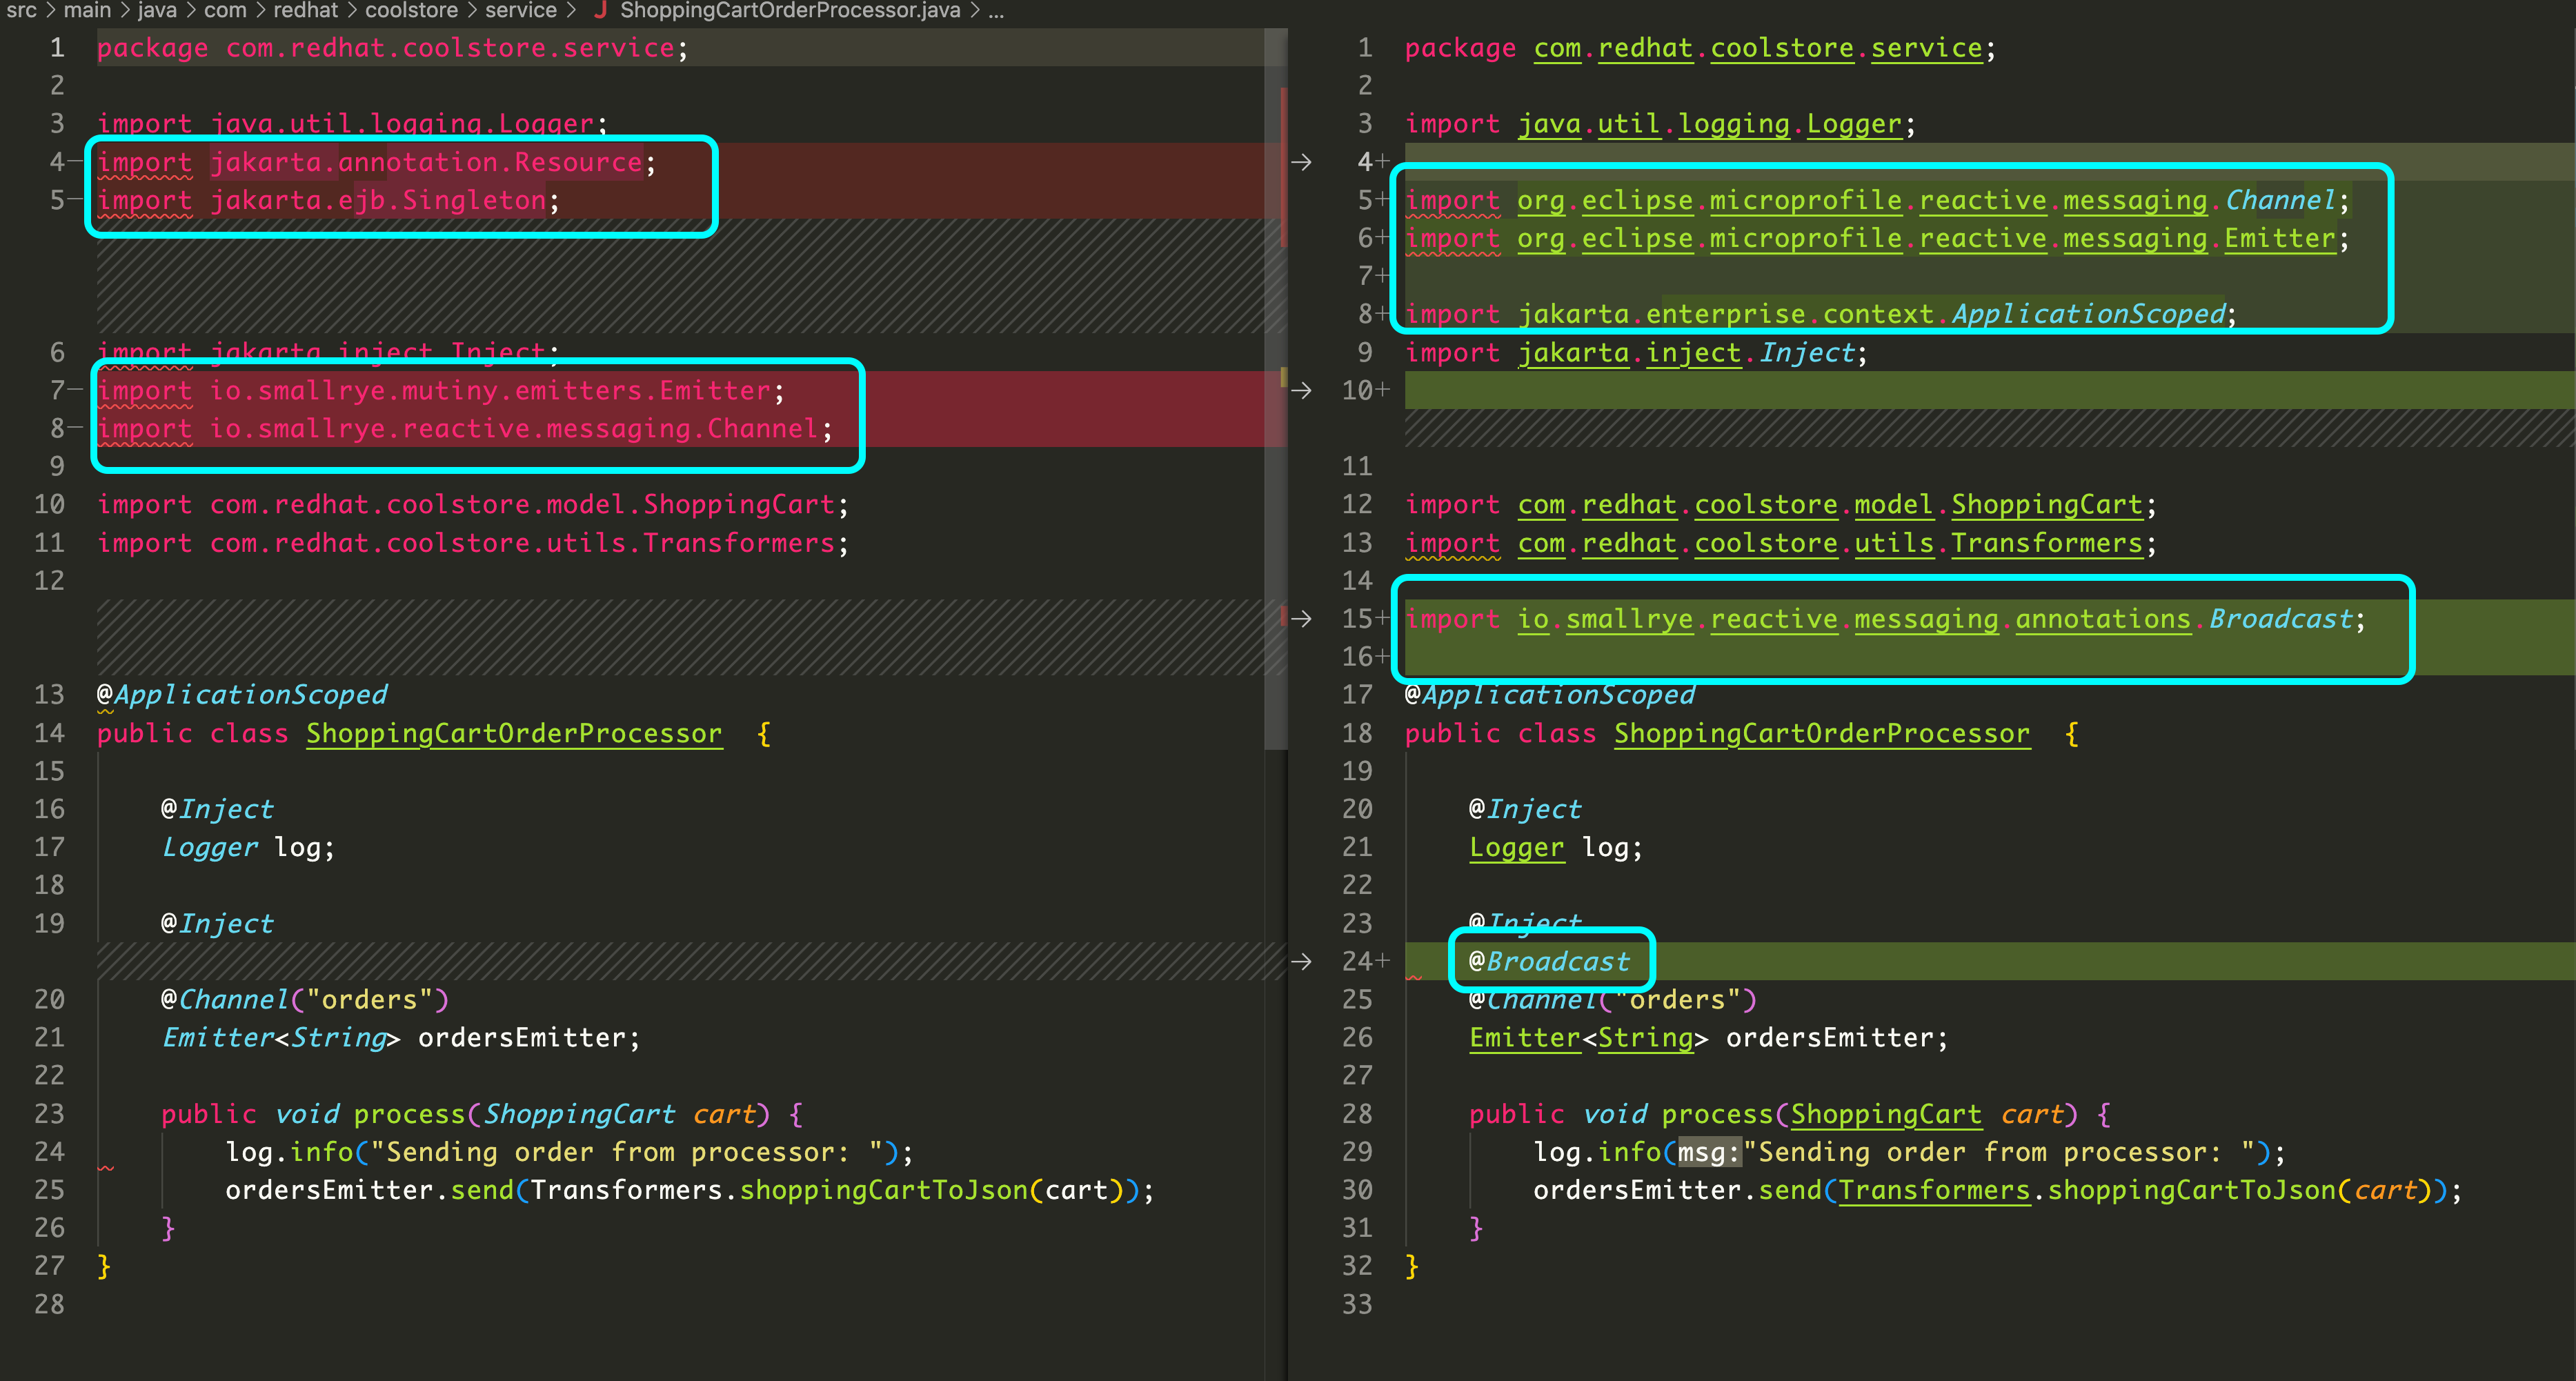 src > main > java > com > redhat > coolstore > service > J ShoppingCartOrderProcessor.java > ...
1 package com.redhat.coolstore.service;
2
3 import java.util.logging.Logger;
4— import jakarta.annotation.Resource;
5— import jakarta.ejb.Singleton;
6 import jakarta.inject.Inject;
7— import io.smallrye.mutiny.emitters.Emitter;
8— import io.smallrye.reactive.messaging.Channel;
9
10 import com.redhat.coolstore.model.ShoppingCart;
11 import com.redhat.coolstore.utils.Transformers;
12
13 @ApplicationScoped
14 public class ShoppingCartOrderProcessor  {
15
16     @Inject
17     Logger log;
18
19     @Inject
20     @Channel("orders")
21     Emitter<String> ordersEmitter;
22
23     public void process(ShoppingCart cart) {
24         log.info("Sending order from processor: ");
25         ordersEmitter.send(Transformers.shoppingCartToJson(cart));
26     }
27 }
28
1 package com.redhat.coolstore.service;
2
3 import java.util.logging.Logger;
→ 4+
5+ import org.eclipse.microprofile.reactive.messaging.Channel;
6+ import org.eclipse.microprofile.reactive.messaging.Emitter;
7+
8+ import jakarta.enterprise.context.ApplicationScoped;
9 import jakarta.inject.Inject;
→ 10+
11
12 import com.redhat.coolstore.model.ShoppingCart;
13 import com.redhat.coolstore.utils.Transformers;
14
→ 15+ import io.smallrye.reactive.messaging.annotations.Broadcast;
16+
17 @ApplicationScoped
18 public class ShoppingCartOrderProcessor  {
19
20     @Inject
21     Logger log;
22
23     @Inject
→ 24+     @Broadcast
25     @Channel("orders")
26     Emitter<String> ordersEmitter;
27
28     public void process(ShoppingCart cart) {
29         log.info(msg:"Sending order from processor: ");
30         ordersEmitter.send(Transformers.shoppingCartToJson(cart));
31     }
32 }
33